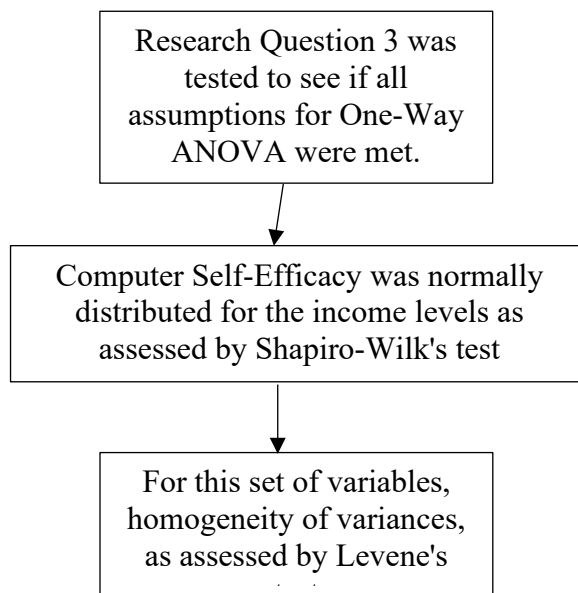 Research Question 3 was
tested to see if all
assumptions for One-Way
ANOVA were met.
Computer Self-Efficacy was normally
distributed for the income levels as
assessed by Shapiro-Wilk's test
For this set of variables,
homogeneity of variances,
as assessed by Levene's